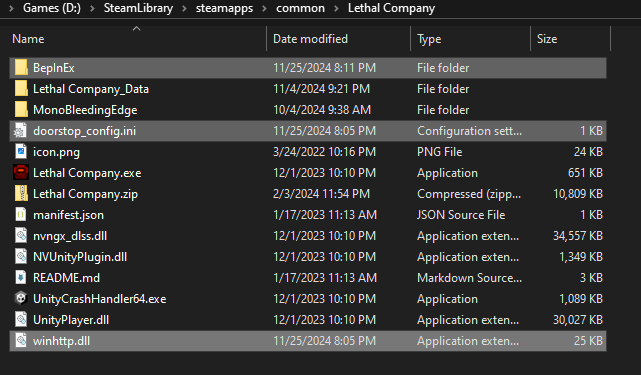 Games (D:) > SteamLibrary > steamapps > common > Lethal Company
Name Date modified Type Size
BepInEx 11/25/2024 8:11 PM File folder
Lethal Company_Data 11/4/2024 9:21 PM File folder
MonoBleedingEdge 10/4/2024 9:38 AM File folder
doorstop_config.ini 11/25/2024 8:05 PM Configuration sett... 1 KB
icon.png 3/24/2022 10:16 PM PNG File 24 KB
Lethal Company.exe 12/1/2023 10:10 PM Application 651 KB
Lethal Company.zip 2/3/2024 11:54 PM Compressed (zipp... 10,809 KB
manifest.json 1/17/2023 11:13 AM JSON Source File 1 KB
nvngx_dlss.dll 12/1/2023 10:10 PM Application exten... 34,557 KB
NVUnityPlugin.dll 12/1/2023 10:10 PM Application exten... 1,349 KB
README.md 1/17/2023 11:13 AM Markdown Source... 3 KB
UnityCrashHandler64.exe 12/1/2023 10:10 PM Application 1,089 KB
UnityPlayer.dll 12/1/2023 10:10 PM Application exten... 30,027 KB
winhttp.dll 11/25/2024 8:05 PM Application exten... 25 KB